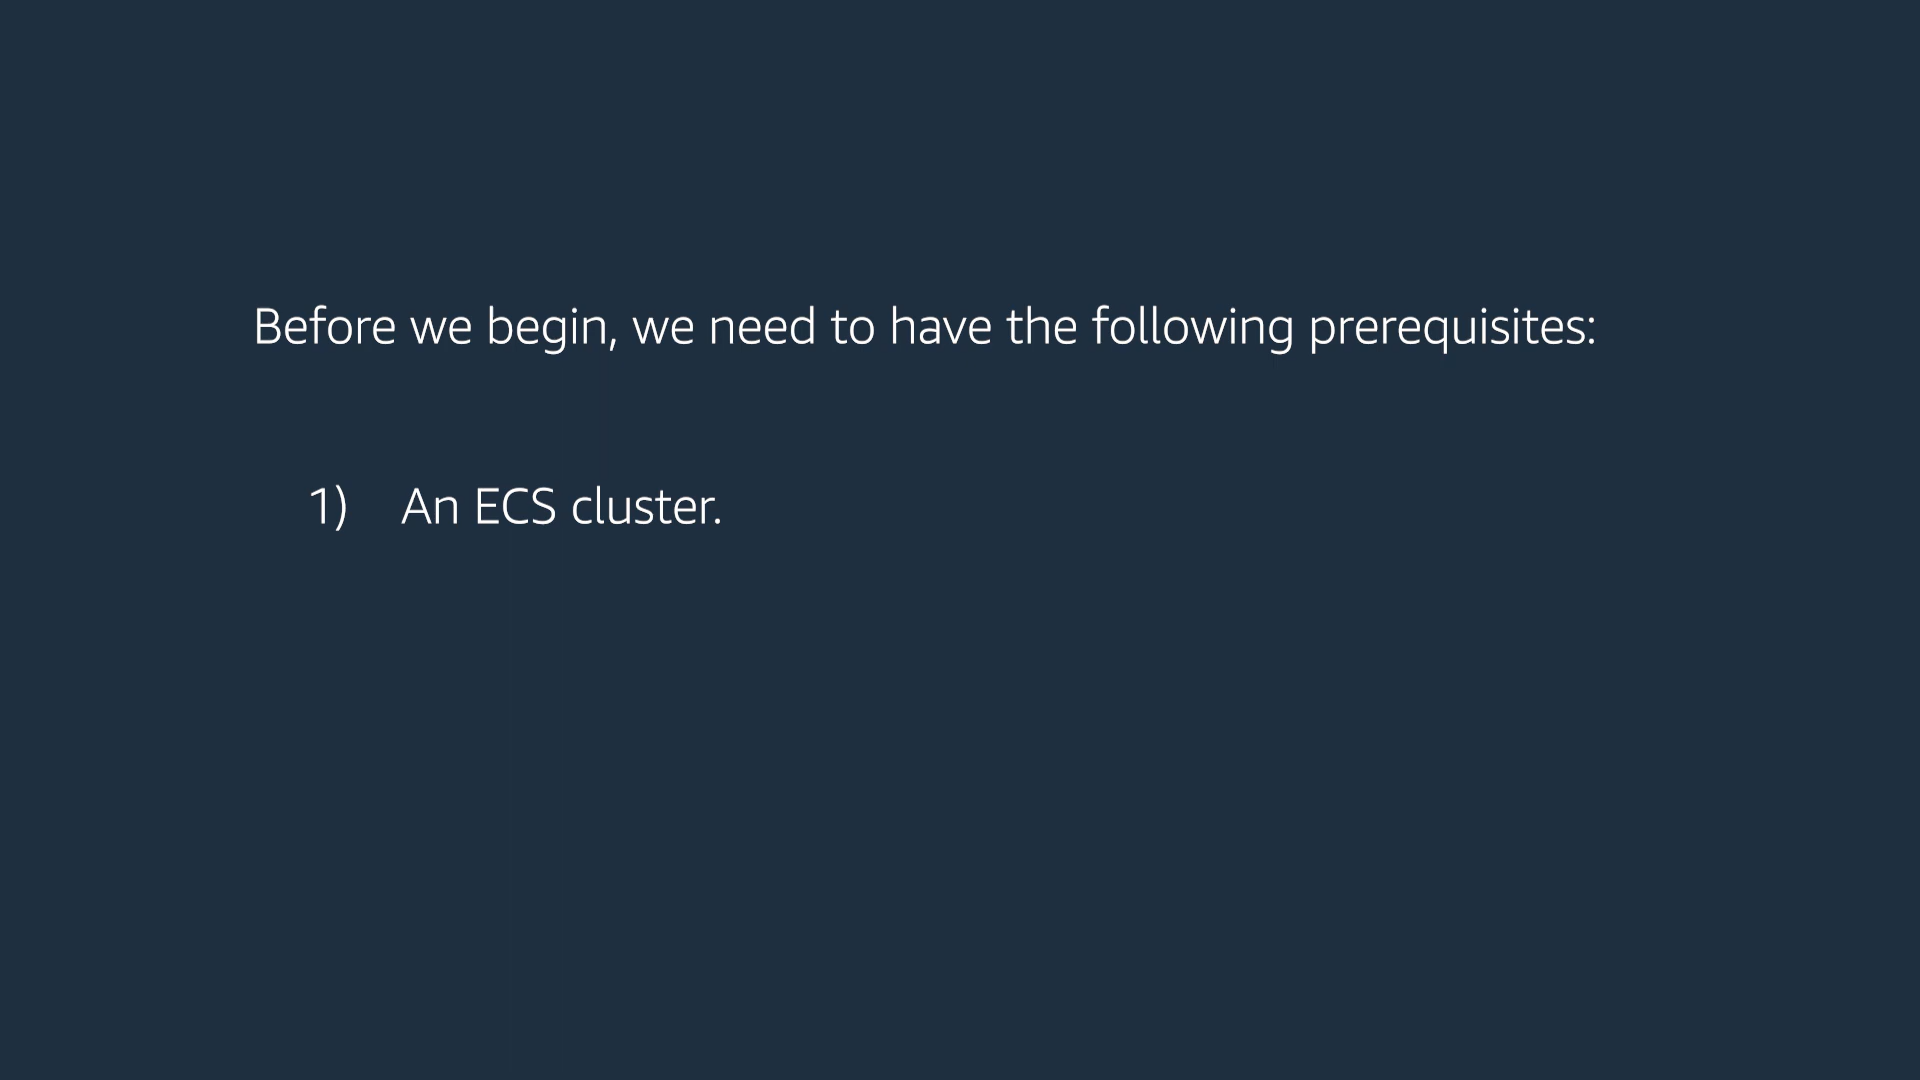 Before we begin, we need to have the following prerequisites:
1) An ECS cluster.